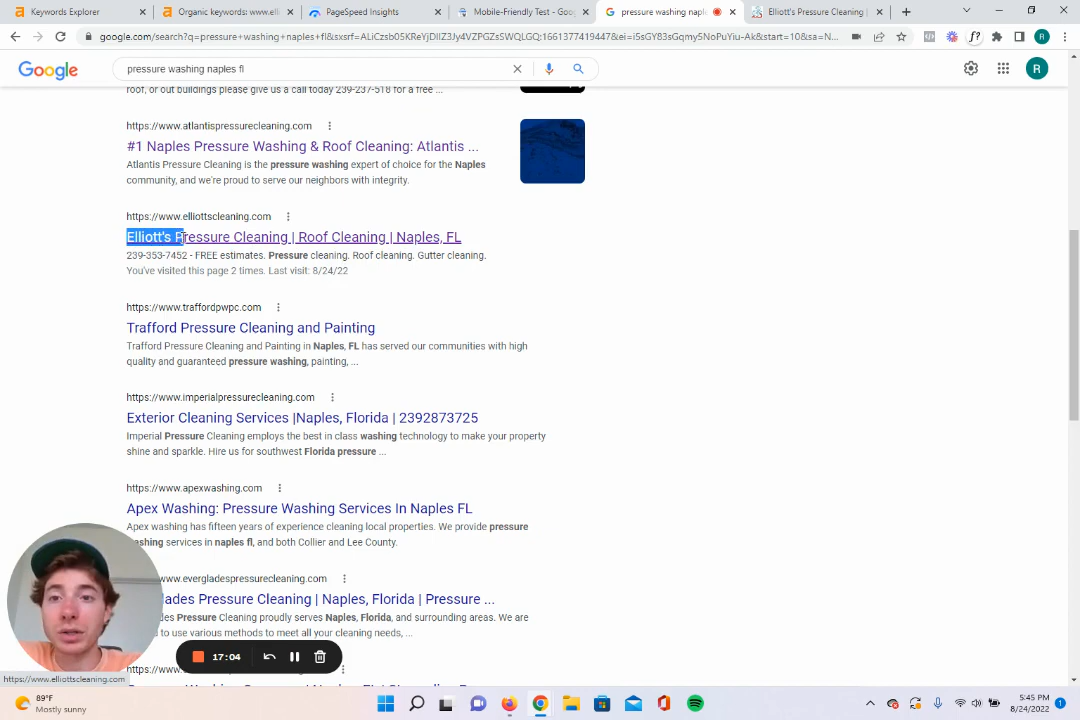 Keywords Explorer
Organic keywords: www.ell
PageSpeed Insights
Mobile-Friendly Test - Goo
pressure washing napl
Elliott's Pressure Cleaning |
google.com/search?q=pressure+washing+naples+fl&sxsrf=ALiCzsb05KReYjDIIZ3Jy4VZPGZsSWQLGQ:1661377419447&ei=i5sGY83sGqmy5NoPuYiu-Ak&start=10&sa=N...
Google
pressure washing naples fl
R
roof, or out buildings please give us a call today 239-237-518 for a free ...
https://www.atlantispressurecleaning.com
#1 Naples Pressure Washing & Roof Cleaning: Atlantis ...
Atlantis Pressure Cleaning is the pressure washing expert of choice for the Naples
community, and we're proud to serve our neighbors with integrity.
https://www.elliottscleaning.com
Elliott's Pressure Cleaning | Roof Cleaning | Naples, FL
239-353-7452 - FREE estimates. Pressure cleaning. Roof cleaning. Gutter cleaning.
You've visited this page 2 times. Last visit: 8/24/22
https://www.traffordpwpc.com
Trafford Pressure Cleaning and Painting
Trafford Pressure Cleaning and Painting in Naples, FL has served our communities with high
quality and guaranteed pressure washing, painting, ...
https://www.imperialpressurecleaning.com
Exterior Cleaning Services |Naples, Florida | 2392873725
Imperial Pressure Cleaning employs the best in class washing technology to make your property
shine and sparkle. Hire us for southwest Florida pressure ...
https://www.apexwashing.com
Apex Washing: Pressure Washing Services In Naples FL
Apex washing has fifteen years of experience cleaning local properties. We provide pressure
washing services in naples fl, and both Collier and Lee County.
www.evergladespressurecleaning.com
lades Pressure Cleaning | Naples, Florida | Pressure ...
des Pressure Cleaning proudly serves Naples, Florida, and surrounding areas. We are
to use various methods to meet all your cleaning needs, ...
17:04
https://www.elliottscleaning.com
89°F
Mostly sunny
5:45 PM
8/24/2022
1